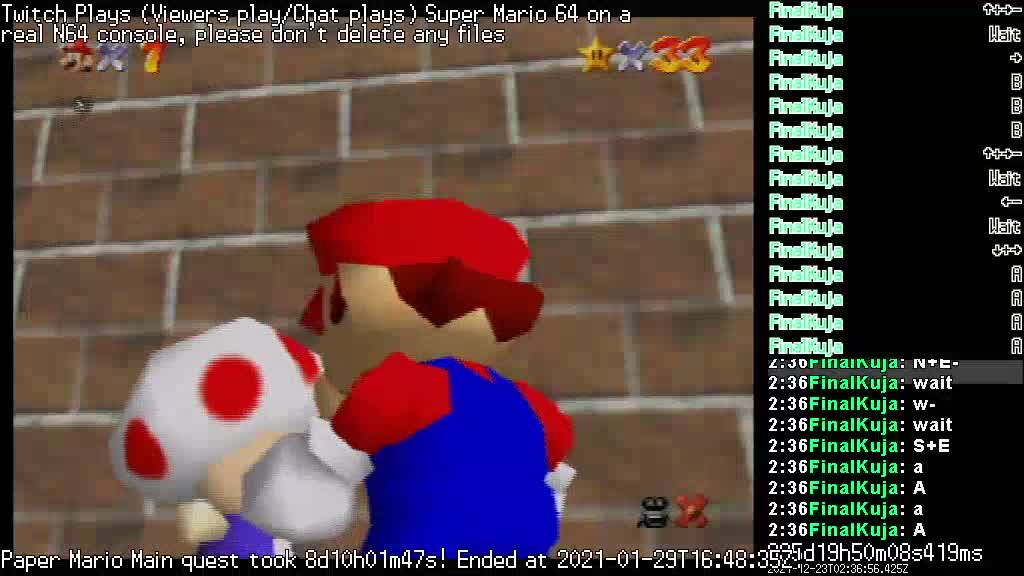 Twitch Plays (Viewers play/Chat plays) Super Mario 64 on a
real N64 console, please don't delete any files
33
FinalKuja ↑+→-
FinalKuja Wait
FinalKuja →
FinalKuja B
FinalKuja B
FinalKuja B
FinalKuja ↑+→-
FinalKuja Wait
FinalKuja ←-
FinalKuja Wait
FinalKuja ↓+→
FinalKuja A
FinalKuja A
FinalKuja A
FinalKuja A
2:36FinalKuja: N+E-
2:36FinalKuja: wait
2:36FinalKuja: w-
2:36FinalKuja: wait
2:36FinalKuja: S+E
2:36FinalKuja: a
2:36FinalKuja: A
2:36FinalKuja: a
2:36FinalKuja: A
Paper Mario Main quest took 8d10h01m47s! Ended at 2021-01-29T16:48:
d19h50m08s419ms